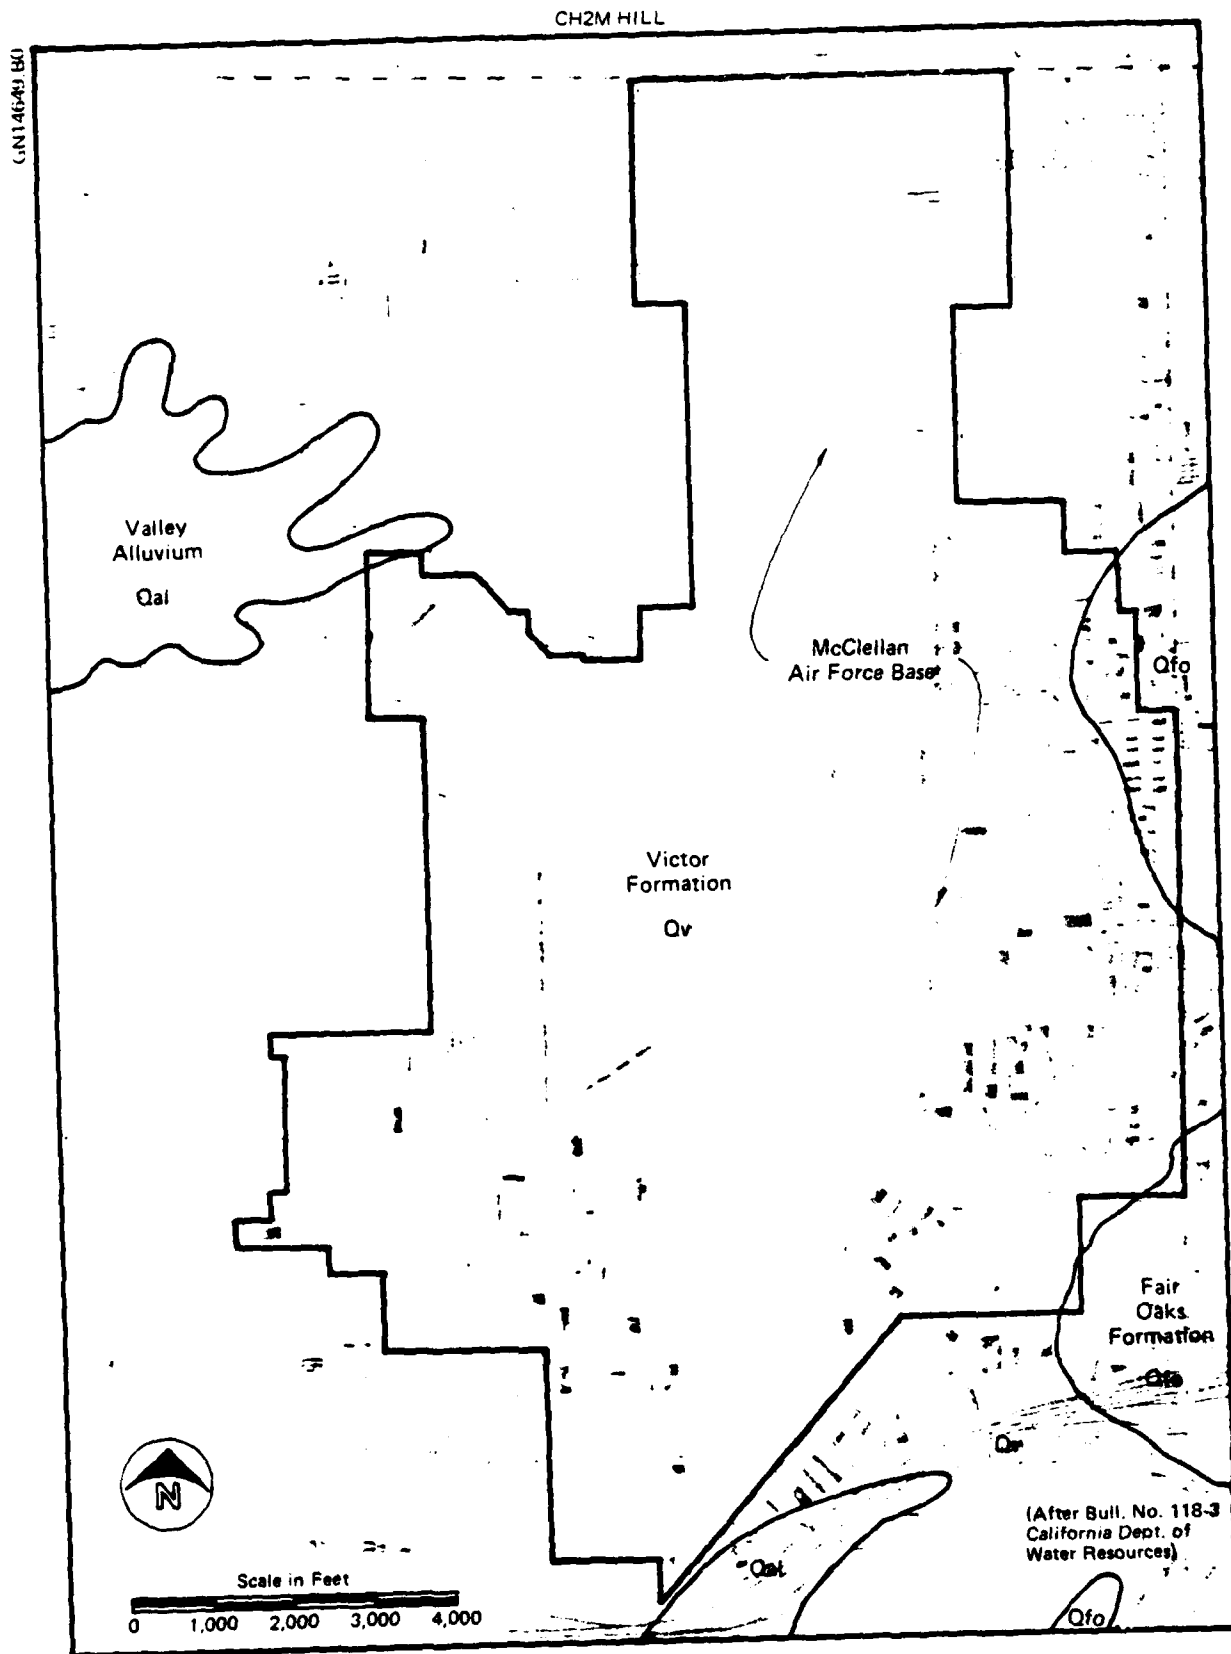 CH2M HILL
GN14649.B0
Valley
Alluvium
Qal
McClellan
Air Force Base
Qfo
Victor
Formation
Qv
Fair
Oaks
Formation
Qfo
Qv
(After Bull. No. 118-3
California Dept. of
Water Resources)
Qal
Qfo
N
Scale in Feet
0 1,000 2,000 3,000 4,000